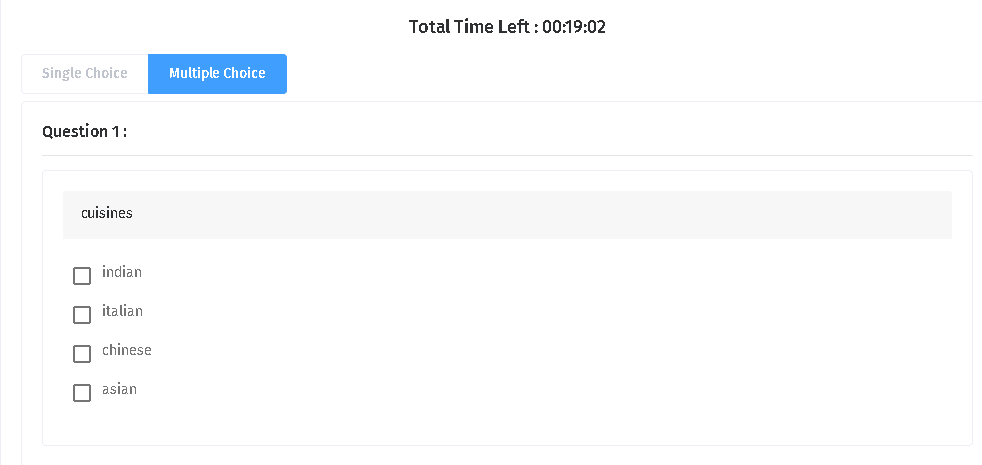 Total Time Left : 00:19:02
Single Choice
Multiple Choice
Question 1 :
cuisines
indian
italian
chinese
asian